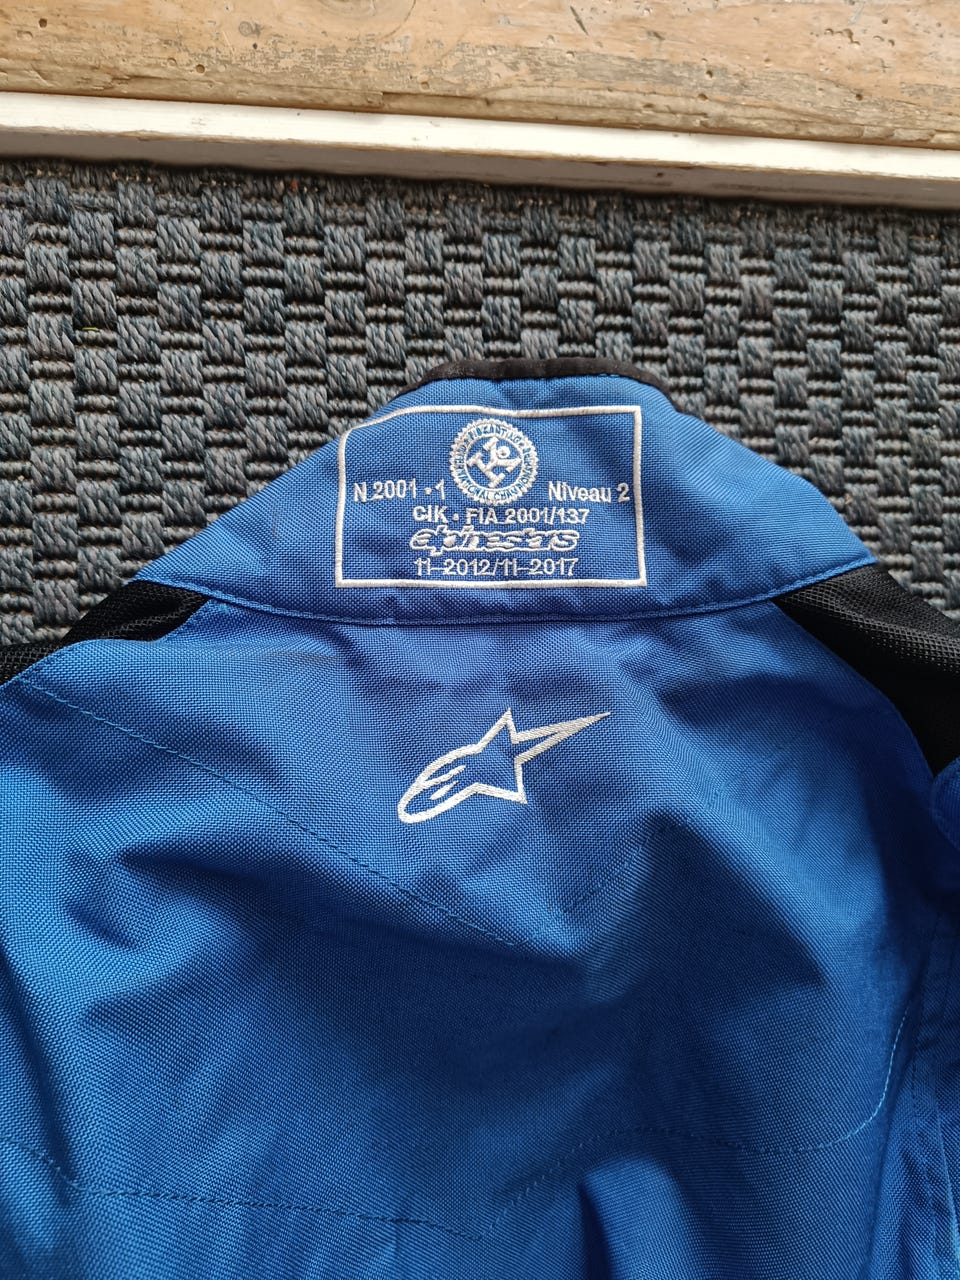 N 2001 • 1 Niveau 2
CIK • FIA 2001/137
alpinestars
11-2012/11-2017